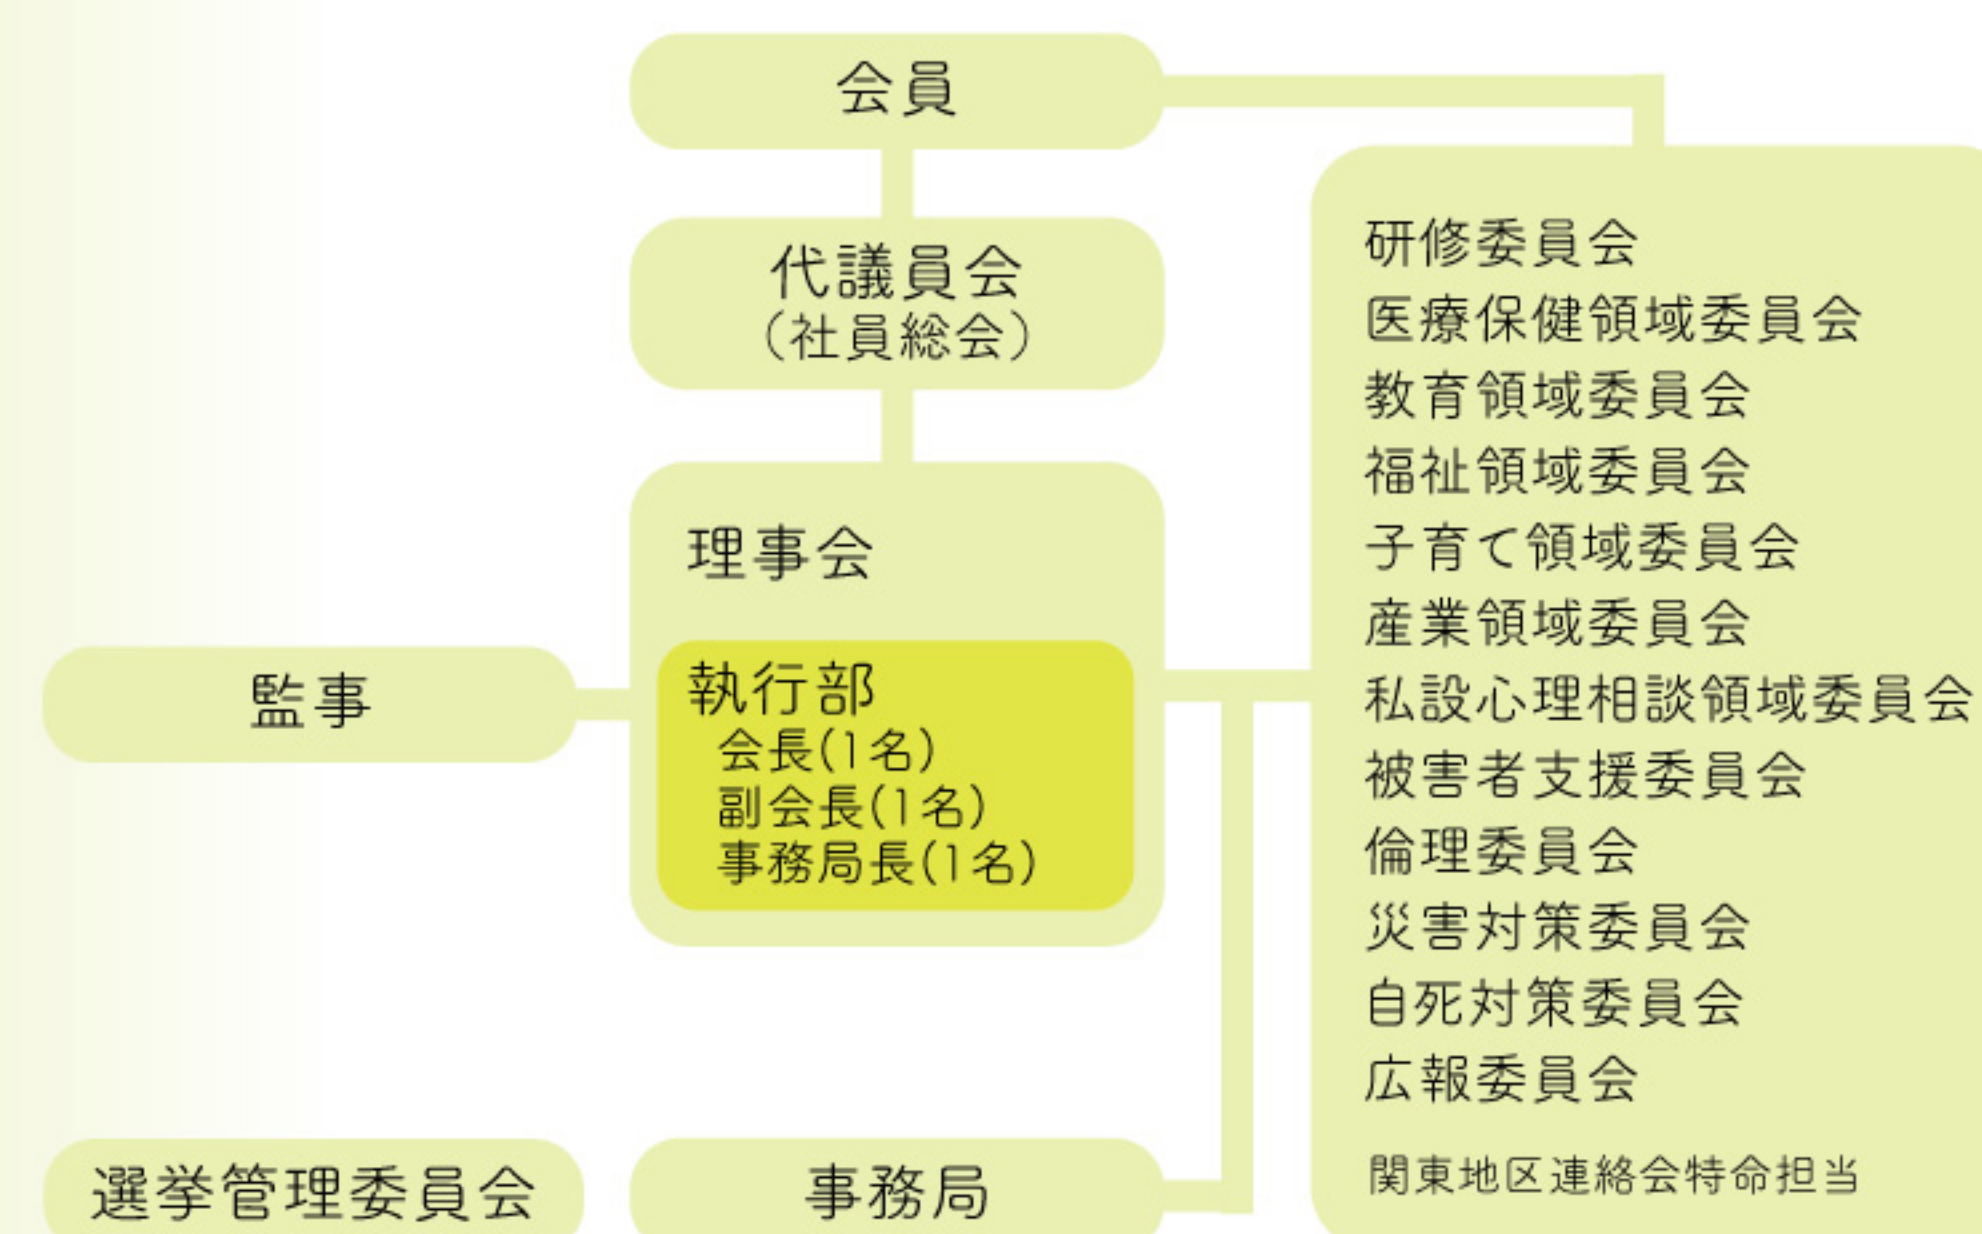 会員
代議員会
(社員総会)
理事会
執行部
会長(1名)
副会長(1名)
事務局長(1名)
監事
選挙管理委員会
事務局
研修委員会
医療保健領域委員会
教育領域委員会
福祉領域委員会
子育て領域委員会
産業領域委員会
私設心理相談領域委員会
被害者支援委員会
倫理委員会
災害対策委員会
自死対策委員会
広報委員会
関東地区連絡会特命担当